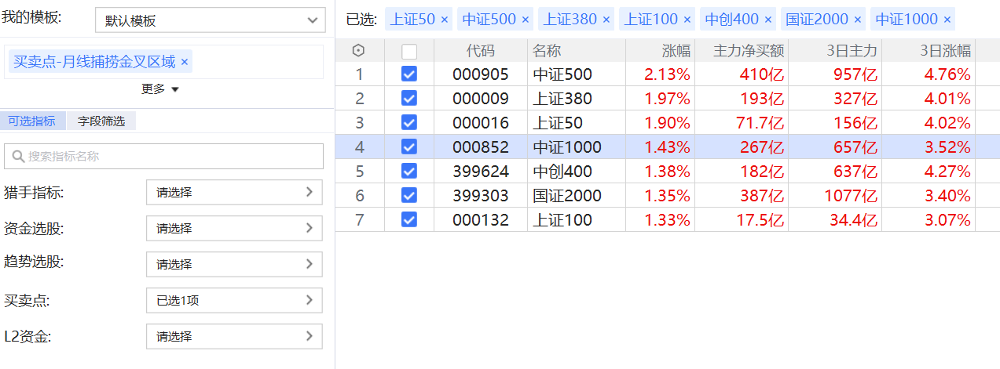 我的模板: 默认模板
买卖点-月线捕捞金叉区域 ×
更多
可选指标 字段筛选
搜索指标名称
猎手指标: 请选择
资金选股: 请选择
趋势选股: 请选择
买卖点: 已选1项
L2资金: 请选择
已选: 上证50 × 中证500 × 上证380 × 上证100 × 中创400 × 国证2000 × 中证1000 ×
代码 名称 涨幅 主力净买额 3日主力 3日涨幅
1 000905 中证500 2.13% 410亿 957亿 4.76%
2 000009 上证380 1.97% 193亿 327亿 4.01%
3 000016 上证50 1.90% 71.7亿 156亿 4.02%
4 000852 中证1000 1.43% 267亿 657亿 3.52%
5 399624 中创400 1.38% 182亿 637亿 4.27%
6 399303 国证2000 1.35% 387亿 1077亿 3.40%
7 000132 上证100 1.33% 17.5亿 34.4亿 3.07%